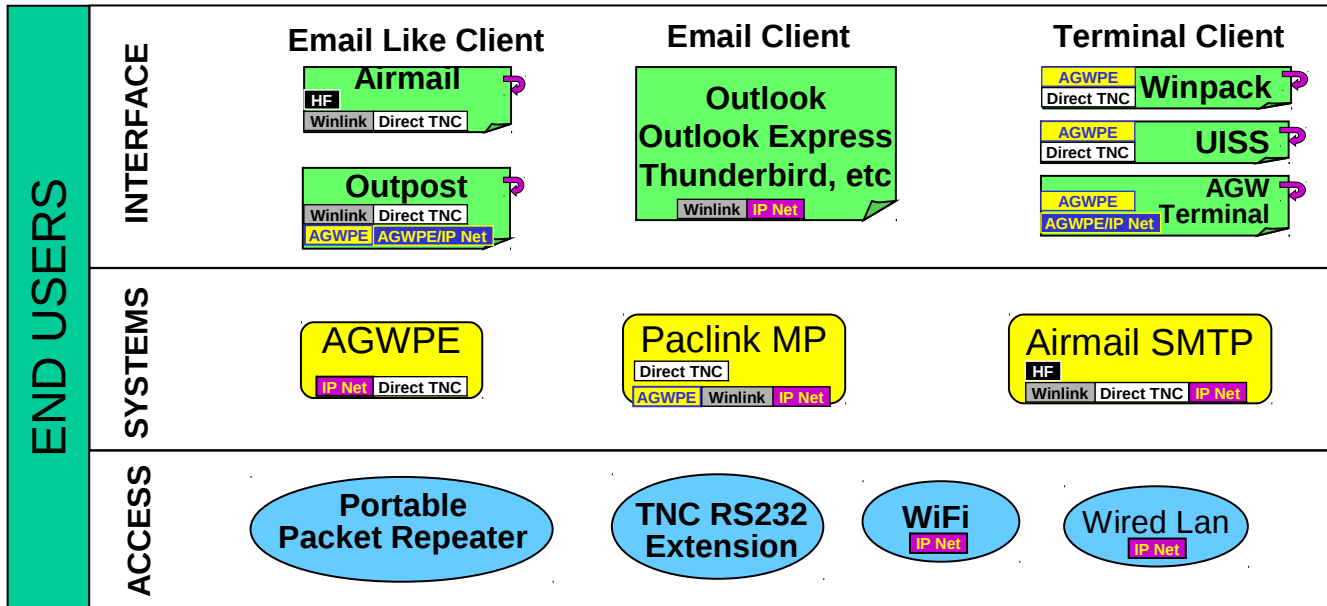 END USERS
INTERFACE
Email Like Client
Email Client
Terminal Client
Airmail
HF
Winlink Direct TNC
Outpost
Winlink Direct TNC
AGWPE AGWPE/IP Net
Outlook
Outlook Express
Thunderbird, etc
Winlink IP Net
AGWPE
Direct TNC
Winpack
AGWPE
Direct TNC
UISS
AGWPE
AGWPE/IP Net
AGW
Terminal
SYSTEMS
AGWPE
IP Net Direct TNC
Paclink MP
Direct TNC
AGWPE Winlink IP Net
Airmail SMTP
HF
Winlink Direct TNC IP Net
ACCESS
Portable
Packet Repeater
TNC RS232
Extension
WiFi
IP Net
Wired Lan
IP Net